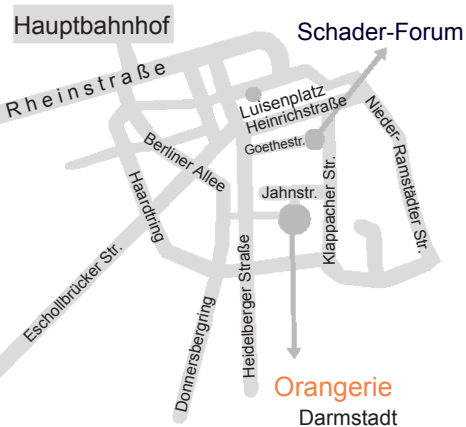 Hauptbahnhof
Schader-Forum
Rheinstraße
Luisenplatz
Heinrichstraße
Goethestr.
Nieder-Ramstädter Str.
Berliner Allee
Haardtring
Jahnstr.
Klappacher Str.
Eschollbrücker Str.
Heidelberger Straße
Donnersbergring
Orangerie
Darmstadt